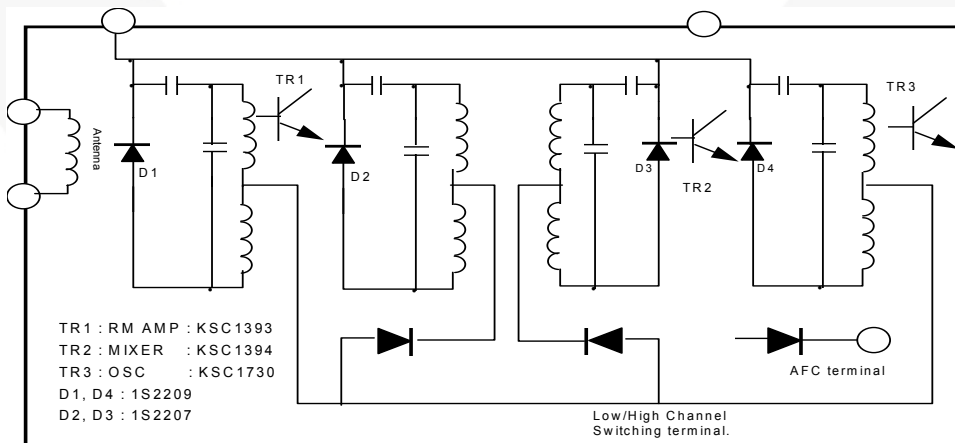 TR1
TR3
Antenna
D1
D2
D3
D4
TR2
TR1 : RM AMP : KSC1393
TR2 : MIXER : KSC1394
TR3 : OSC : KSC1730
D1, D4 : 1S2209
D2, D3 : 1S2207
AFC terminal
Low/High Channel
Switching terminal.